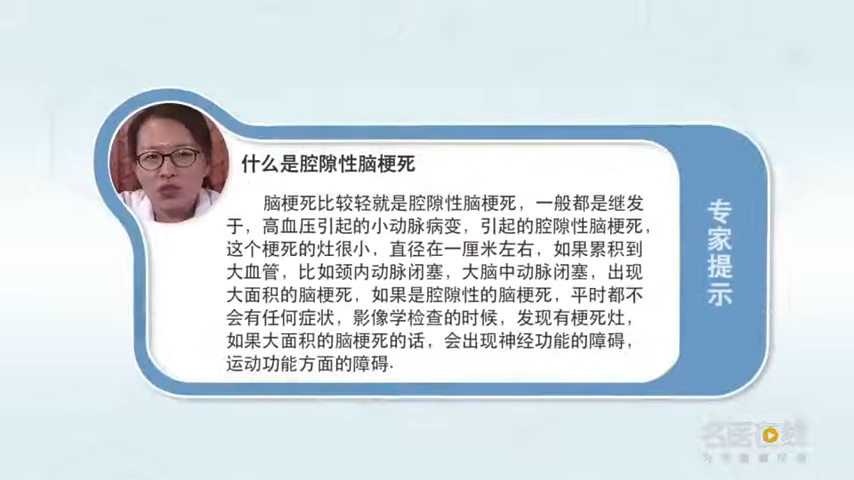 什么是腔隙性脑梗死
脑梗死比较轻就是腔隙性脑梗死，一般都是继发
于，高血压引起的小动脉病变，引起的腔隙性脑梗死，
这个梗死的灶很小，直径在一厘米左右，如果累积到
大血管，比如颈内动脉闭塞，大脑中动脉闭塞，出现
大面积的脑梗死，如果是腔隙性的脑梗死，平时都不
会有任何症状，影像学检查的时候，发现有梗死灶，
如果大面积的脑梗死的话，会出现神经功能的障碍，
运动功能方面的障碍.
专家提示
名医在线